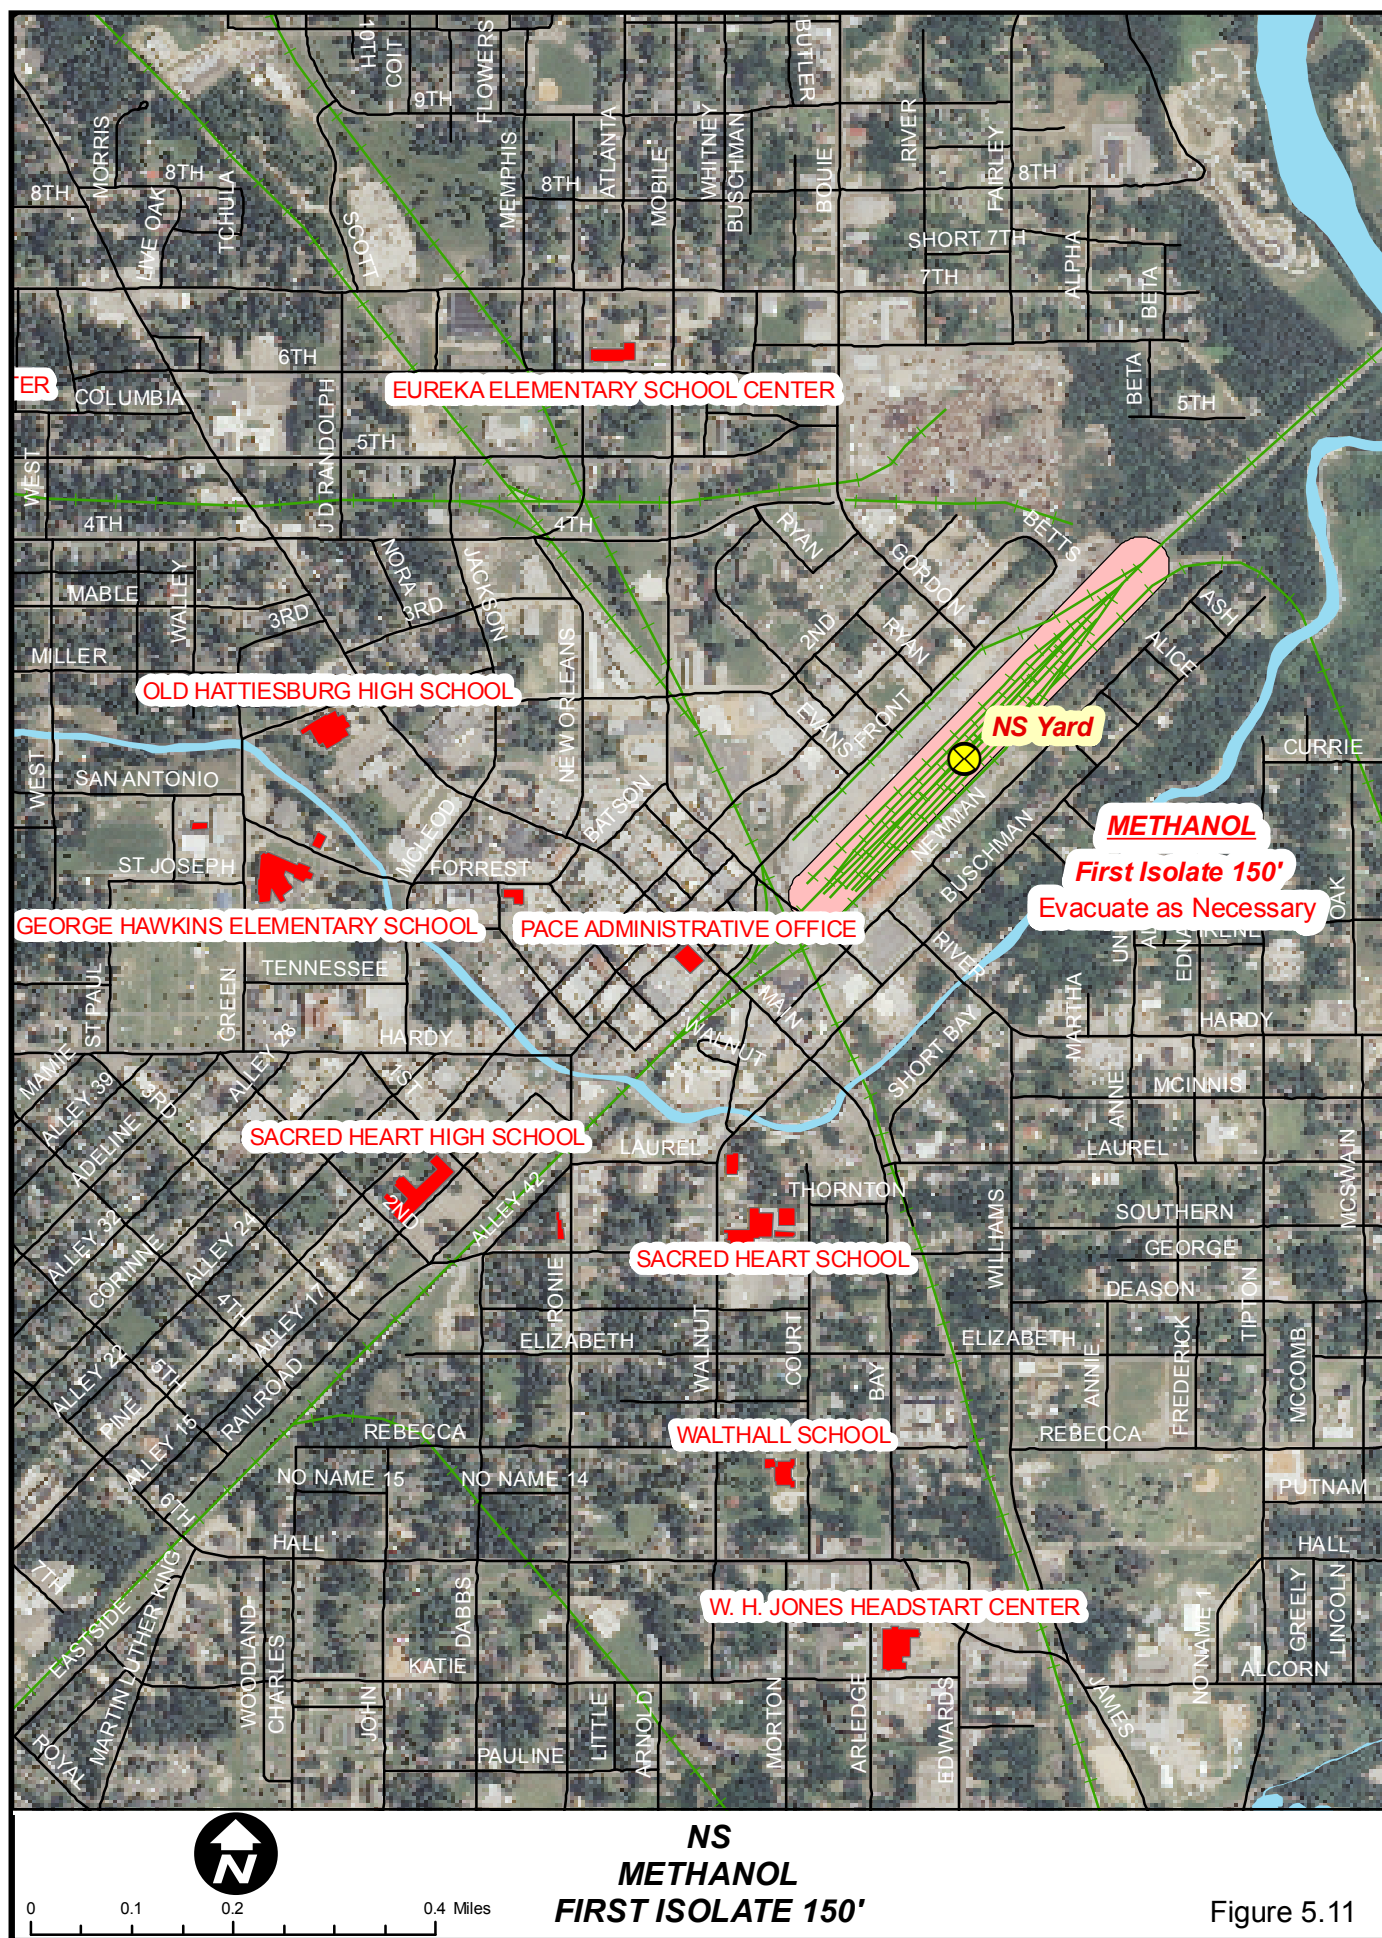 10TH
COIT
FLOWERS
BUTLER
9TH
MORRIS
MEMPHIS
ATLANTA
MOBILE
WHITNEY
BUSCHMAN
BOUIE
RIVER
FAIRLEY
8TH
8TH
8TH
8TH
LIVE OAK
TCHULA
SCOTT
SHORT 7TH
7TH
ALPHA
BETA
6TH
TER
COLUMBIA
EUREKA ELEMENTARY SCHOOL CENTER
BETA
5TH
J D RANDOLPH
5TH
WEST
4TH
4TH
RYAN
GORDON
BETTS
NORA
JACKSON
MABLE
WALLEY
3RD
3RD
2ND
RYAN
ASH
ALICE
MILLER
NEW ORLEANS
OLD HATTIESBURG HIGH SCHOOL
EVANS
FRONT
NS Yard
CURRIE
WEST
SAN ANTONIO
BATSON
MCLEOD
NEWMAN
BUSCHMAN
METHANOL
First Isolate 150'
Evacuate as Necessary
ST JOSEPH
FORREST
OAK
GEORGE HAWKINS ELEMENTARY SCHOOL
PACE ADMINISTRATIVE OFFICE
RIVER
EDNA
IRENE
TENNESSEE
ST PAUL
GREEN
MAIN
MARTHA
HARDY
HARDY
WALNUT
SHORT BAY
MAMIE
ALLEY 39
3RD
ALLEY 28
1ST
MCINNIS
ANNE
ADELINE
SACRED HEART HIGH SCHOOL
LAUREL
LAUREL
MCSWAIN
THORNTON
2ND
ALLEY 42
ALLEY 32
CORINNE
ALLEY 24
WILLIAMS
SOUTHERN
SACRED HEART SCHOOL
GEORGE
DEASON
RONIE
4TH
ALLEY 17
TIPTON
ELIZABETH
ELIZABETH
WALNUT
COURT
BAY
ANNIE
FREDERICK
MCCOMB
ALLEY 22
5TH
PINE
ALLEY 15
RAILROAD
REBECCA
WALTHALL SCHOOL
REBECCA
NO NAME 15
NO NAME 14
PUTNAM
6TH
HALL
HALL
7TH
EASTSIDE
MARTIN LUTHER KING
WOODLAND
CHARLES
DABBS
W. H. JONES HEADSTART CENTER
NO NAME 1
GREELY
LINCOLN
KATIE
ALCORN
JOHN
LITTLE
ARNOLD
MORTON
ARLEDGE
EDWARDS
JAMES
ROYAL
PAULINE
N
0 0.1 0.2 0.4 Miles
NS
METHANOL
FIRST ISOLATE 150'
Figure 5.11